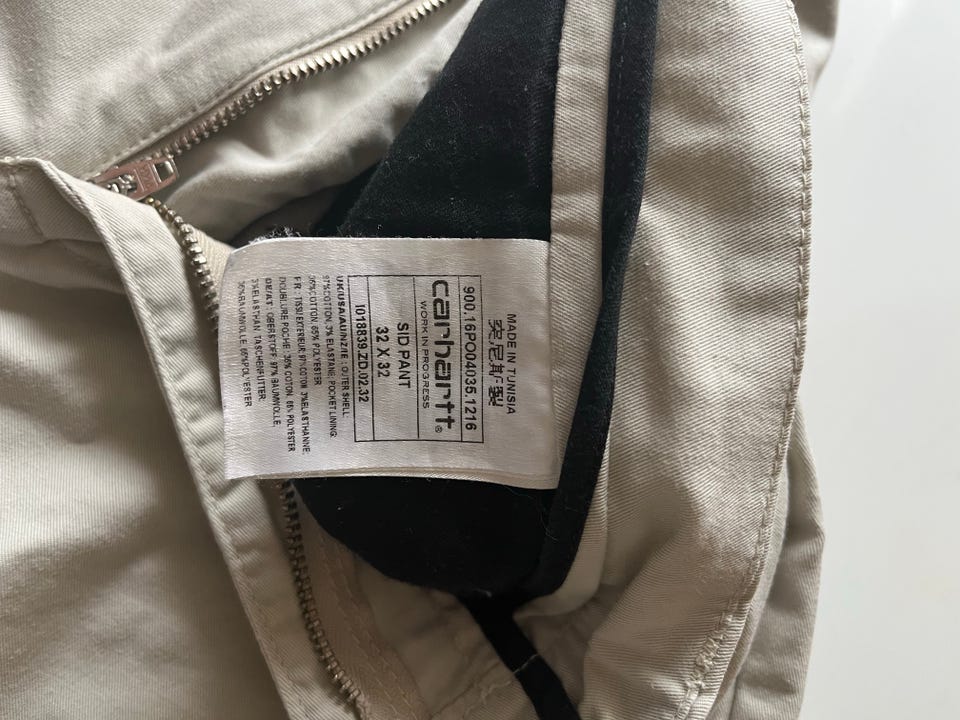 MADE IN TUNISIA
突尼斯製
900.16PO04035.1216
carhartt®
WORK IN PROGRESS
SID PANT
32 X 32
I018839.ZD.02.32
UK/USA/AU/NZ/IE : OUTER SHELL:
97%COTTON, 3% ELASTANE; POCKET LINING:
35%COTON, 65% POLYESTER
FR : TISSU EXTERIEUR: 97% COTON 3%ELASTHANNE;
DOUBLURE POCHE: 35% COTON, 65% POLYESTER
DE/AT: OBERSTOFF: 97% BAUMWOLLE,
3%ELASTHAN, TASCHENFUTTER:
35%BAUMWOLLE, 65%POLYESTER